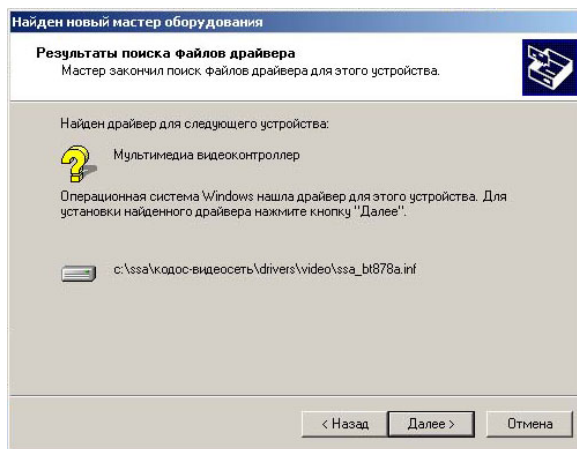 Найден новый мастер оборудования
Результаты поиска файлов драйвера
Мастер закончил поиск файлов драйвера для этого устройства.
Найден драйвер для следующего устройства:
Мультимедиа видеоконтроллер
Операционная система Windows нашла драйвер для этого устройства. Для
установки найденного драйвера нажмите кнопку "Далее".
c:\ssa\кодос-видеосеть\drivers\video\ssa_bt878a.inf
< Назад
Далее >
Отмена